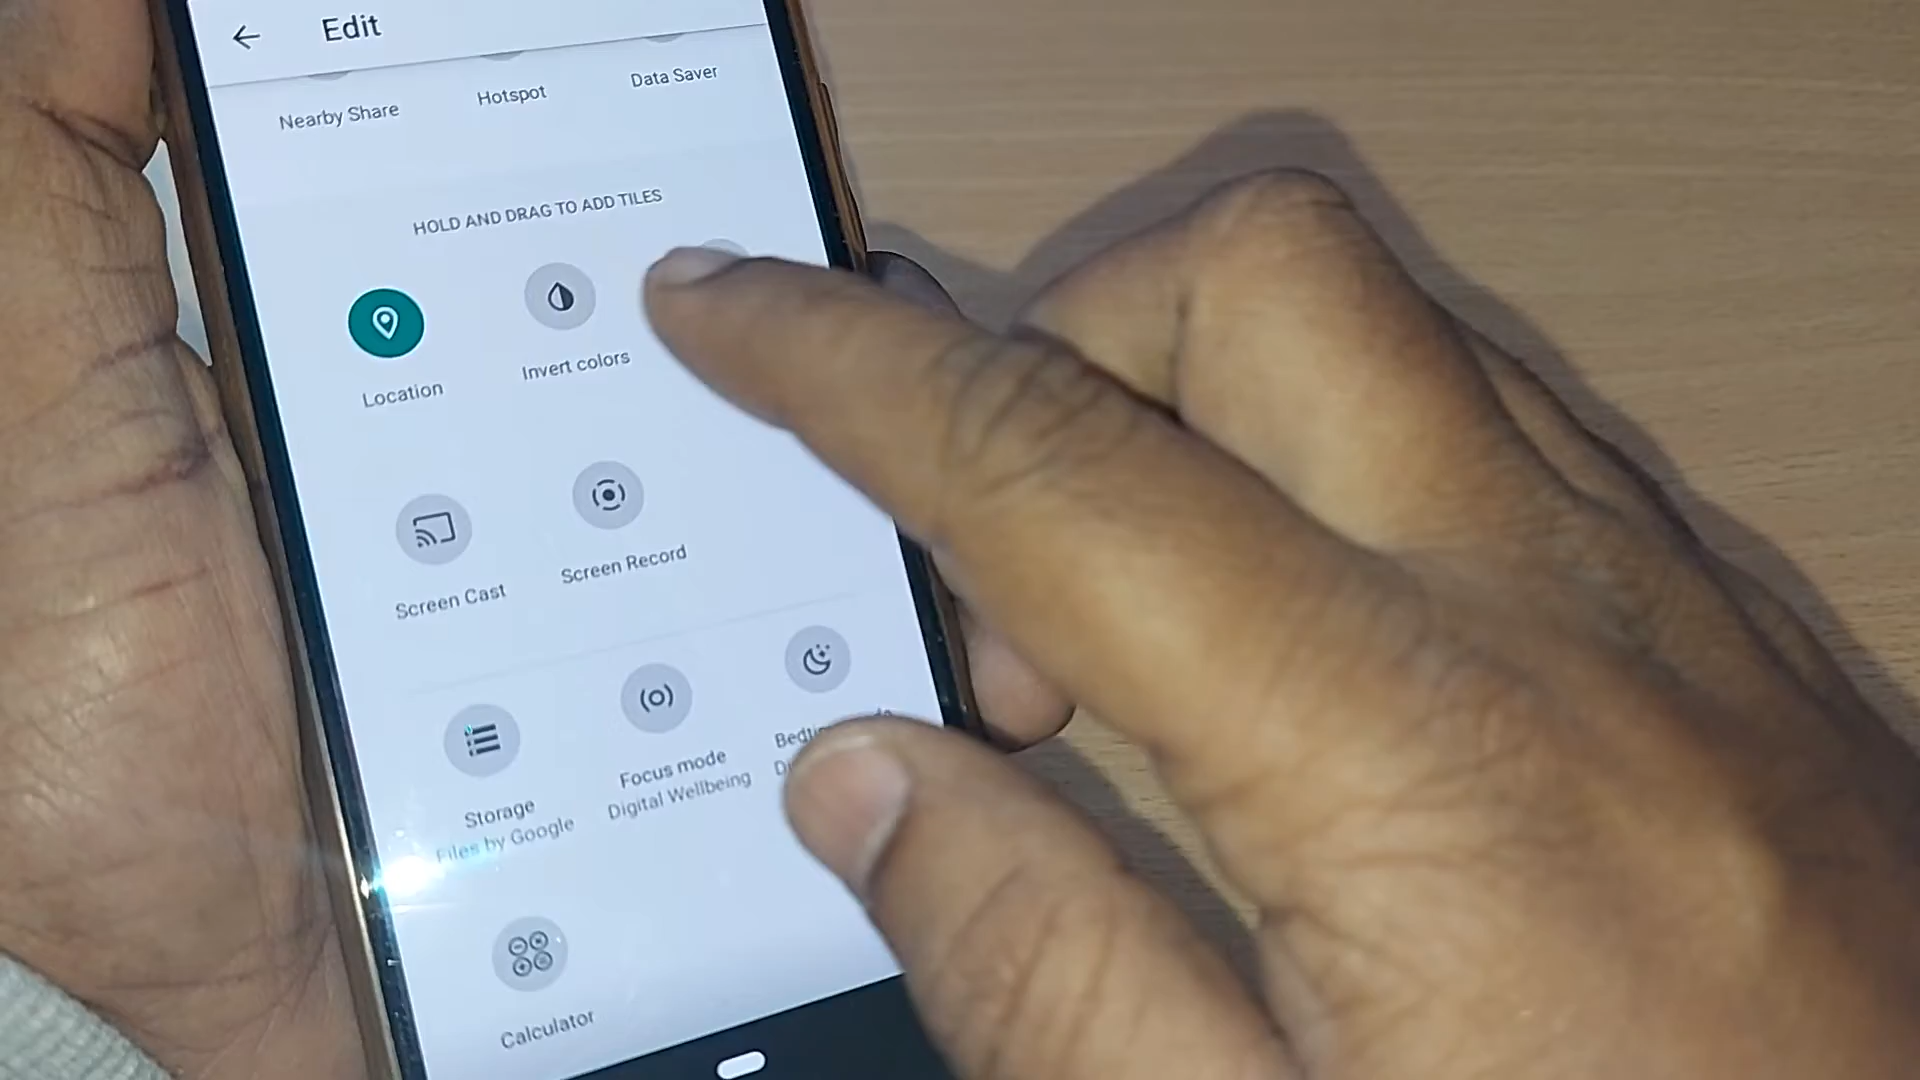 Edit
Nearby Share
Hotspot
Data Saver
HOLD AND DRAG TO ADD TILES
Location
Invert colors
Screen Cast
Screen Record
Storage
Files by Google
Focus mode
Digital Wellbeing
Calculator